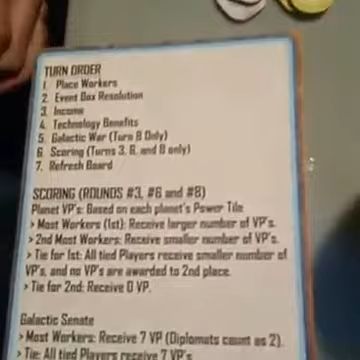 TURN ORDER
1. Place Workers
2. Event Box Resolution
3. Income
4. Technology Benefits
5. Galactic War (Turn 8 Only)
6. Scoring (Turns 3, 6, and 8 only)
7. Refresh Board
SCORING (ROUNDS #3, #6 and #8)
Planet VP's: Based on each planet's Power Tile
> Most Workers (1st): Receive larger number of VP's.
> 2nd Most Workers: Receive smaller number of VP's.
> Tie for 1st: All tied Players receive smaller number of
VP's, and no VP's are awarded to 2nd place.
> Tie for 2nd: Receive 0 VP.
Galactic Senate
> Most Workers: Receive 7 VP (Diplomats count as 2).
> Tie: All tied Players receive 7 VP's